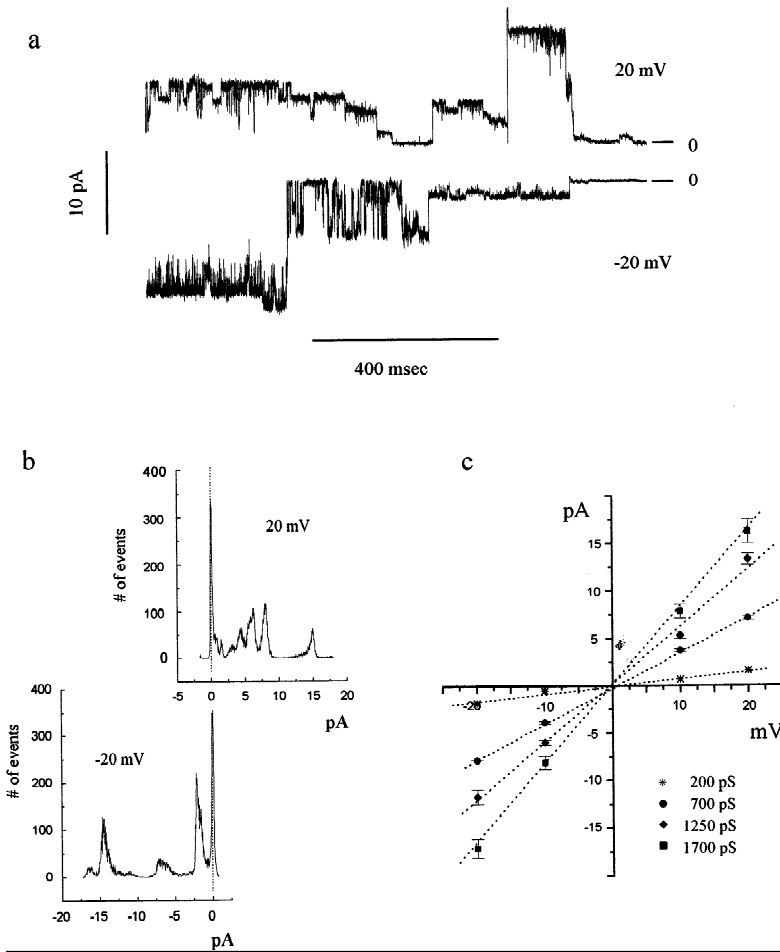 a
20 mV
0
10 pA
0
-20 mV
400 msec
b
400
300
200
100
0
# of events
20 mV
-5 0 5 10 15 20
pA
400
300
200
100
0
# of events
-20 mV
-20 -15 -10 -5 0
pA
c
pA
15
10
5
-20 -10 10 20
mV
-5
-10
-15
200 pS
700 pS
1250 pS
1700 pS